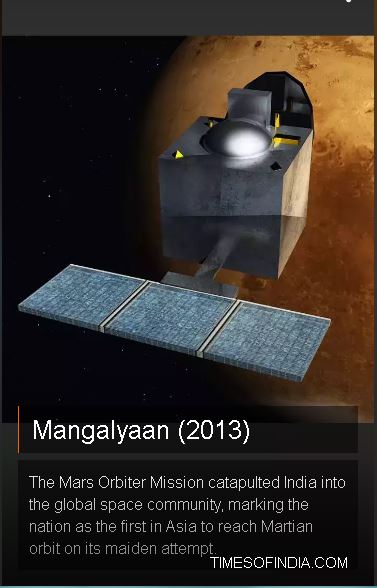 Mangalyaan (2013)
The Mars Orbiter Mission catapulted India into
the global space community, marking the
nation as the first in Asia to reach Martian
orbit on its maiden attempt.
TIMESOFINDIA.COM